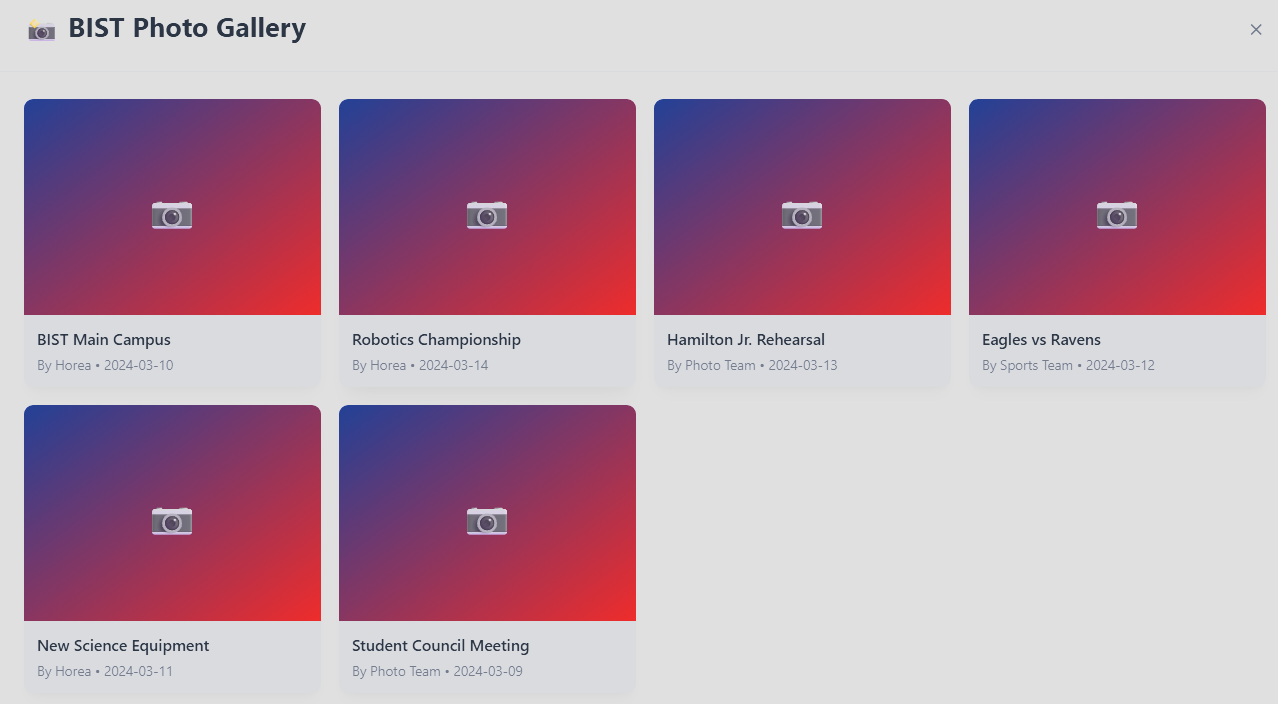 BIST Photo Gallery
BIST Main Campus
By Horea • 2024-03-10
Robotics Championship
By Horea • 2024-03-14
Hamilton Jr. Rehearsal
By Photo Team • 2024-03-13
Eagles vs Ravens
By Sports Team • 2024-03-12
New Science Equipment
By Horea • 2024-03-11
Student Council Meeting
By Photo Team • 2024-03-09